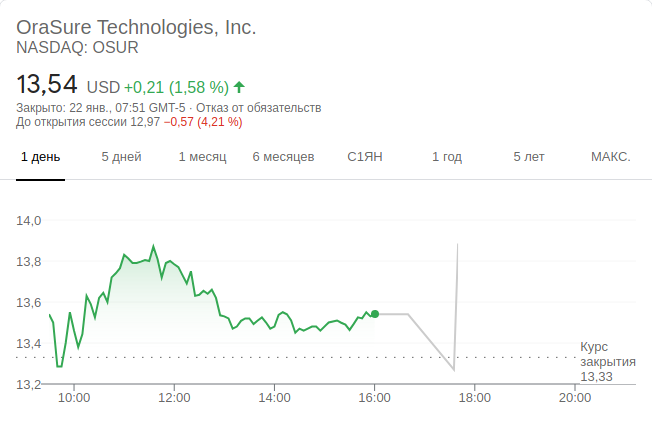 OraSure Technologies, Inc.
NASDAQ: OSUR
13,54 USD +0,21 (1,58 %)
Закрыто: 22 янв., 07:51 GMT-5 · Отказ от обязательств
До открытия сессии 12,97 −0,57 (4,21 %)
1 день 5 дней 1 месяц 6 месяцев С1ЯН 1 год 5 лет МАКС.
14,0
13,8
13,6
13,4
Курс
закрытия
13,33
13,2
10:00 12:00 14:00 16:00 18:00 20:00